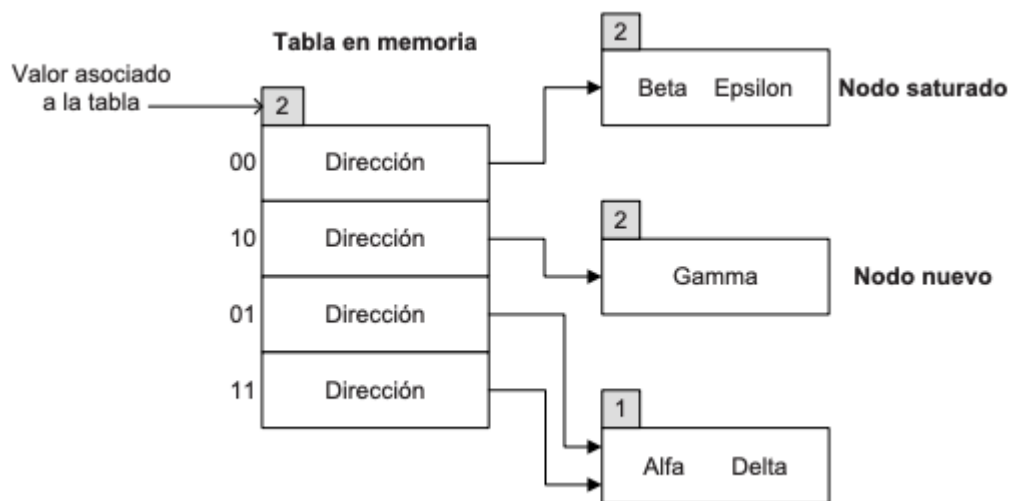 Tabla en memoria
Valor asociado
a la tabla
2
00 Dirección
10 Dirección
01 Dirección
11 Dirección
2
Beta Epsilon
Nodo saturado
2
Gamma
Nodo nuevo
1
Alfa Delta